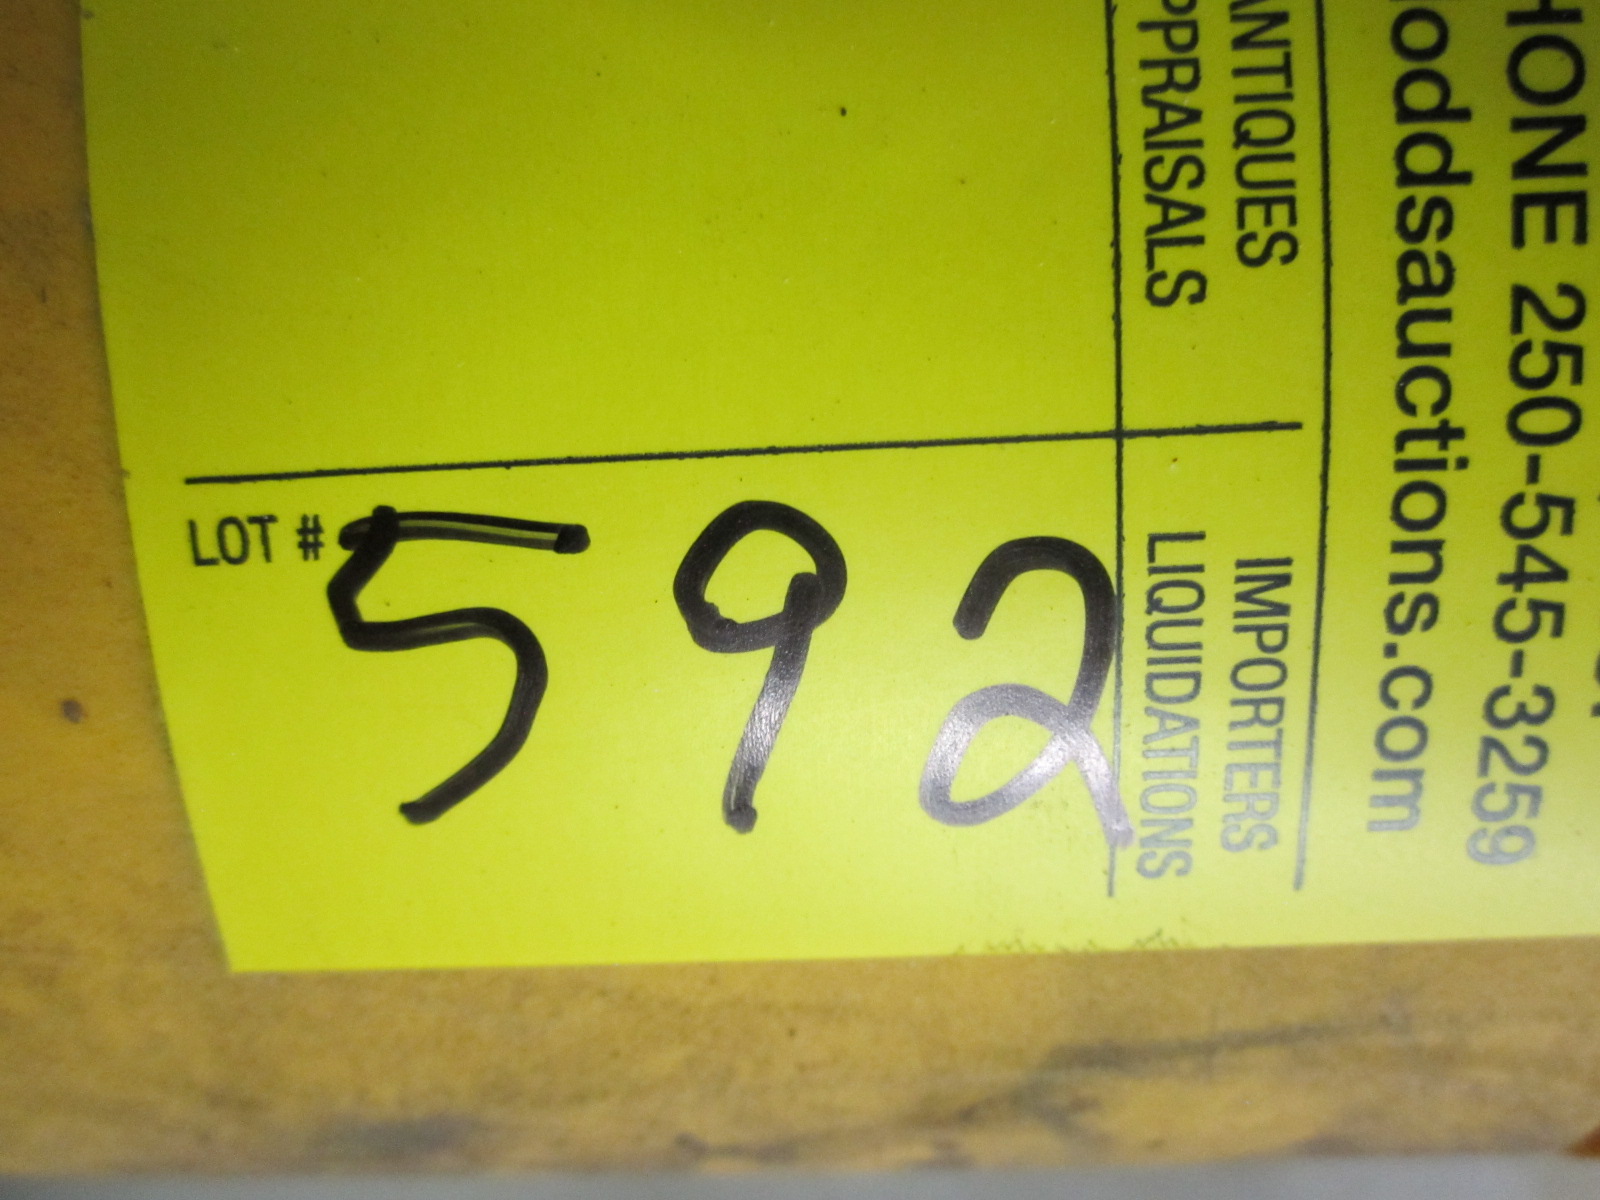 HONE 250-545-3259
oddsauctions.com
ANTIQUES
IMPORTERS
PPRAISALS
LIQUIDATIONS
LOT # 592